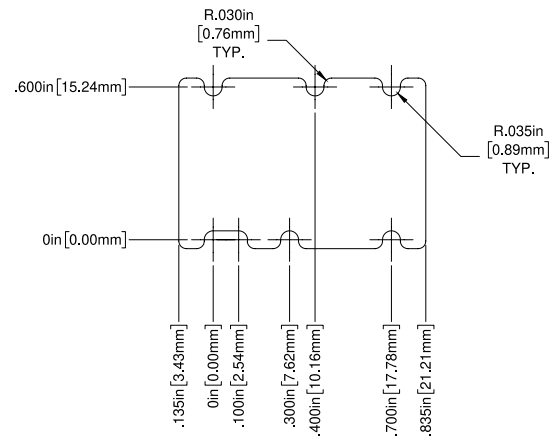 R.030in
[0.76mm]
TYP.
.600in[15.24mm]
R.035in
[0.89mm]
TYP.
0in[0.00mm]
.135in[3.43mm]
0in[0.00mm]
.100in[2.54mm]
.300in[7.62mm]
.400in[10.16mm]
.700in[17.78mm]
.835in[21.21mm]